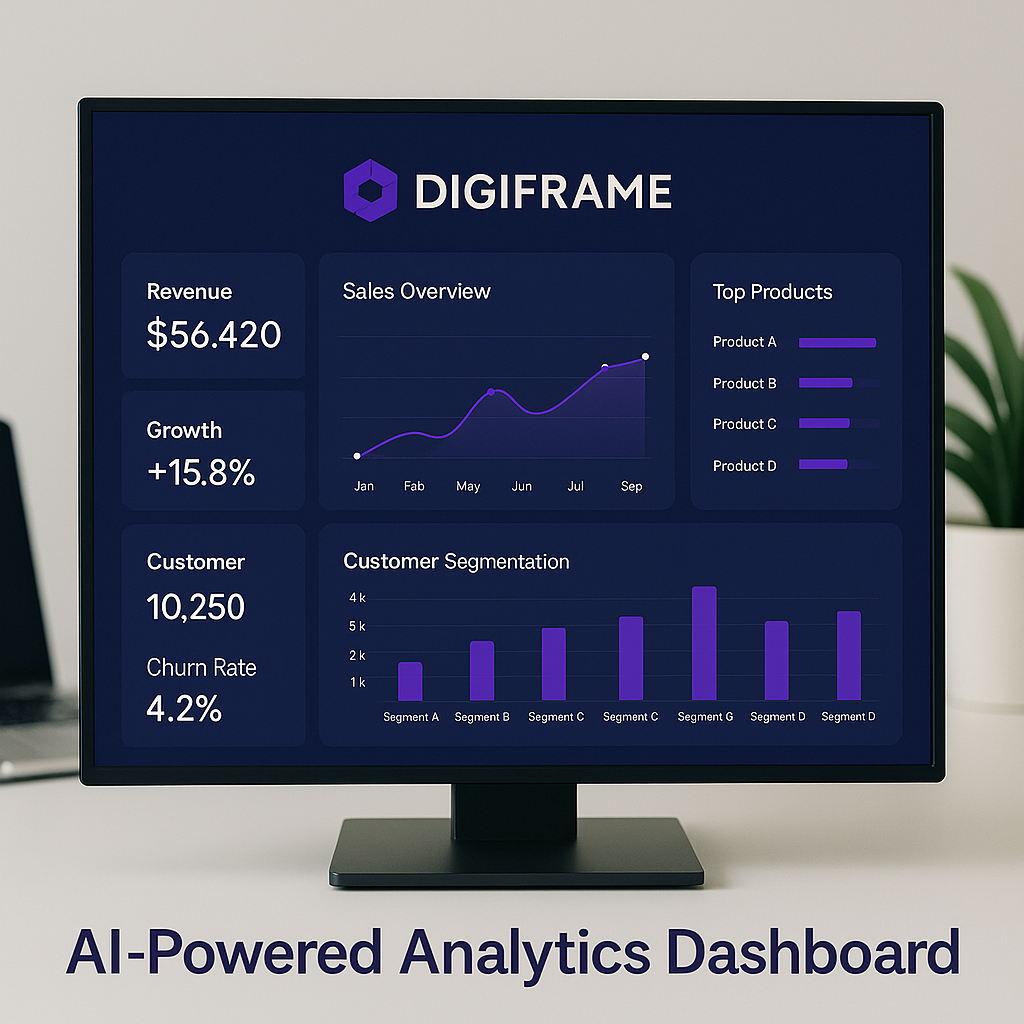 DIGIFRAME
Revenue
$56.420
Growth
+15.8%
Customer
10,250
Churn Rate
4.2%
Sales Overview
Jan Fab May Jun Jul Sep
Top Products
Product A
Product B
Product C
Product D
Customer Segmentation
4 k
5 k
2 k
1 k
Segment A Segment B Segment C Segment C Segment G Segment D Segment D
AI-Powered Analytics Dashboard